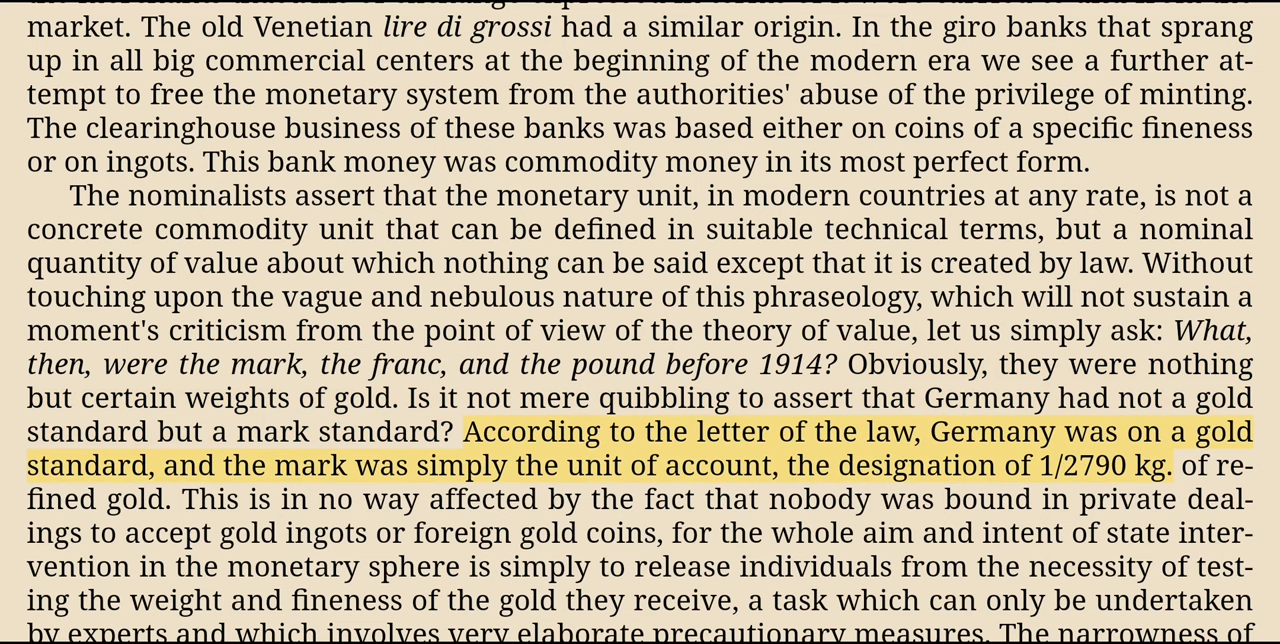 market. The old Venetian lire di grossi had a similar origin. In the giro banks that sprang
up in all big commercial centers at the beginning of the modern era we see a further at-
tempt to free the monetary system from the authorities' abuse of the privilege of minting.
The clearinghouse business of these banks was based either on coins of a specific fineness
or on ingots. This bank money was commodity money in its most perfect form.
The nominalists assert that the monetary unit, in modern countries at any rate, is not a
concrete commodity unit that can be defined in suitable technical terms, but a nominal
quantity of value about which nothing can be said except that it is created by law. Without
touching upon the vague and nebulous nature of this phraseology, which will not sustain a
moment's criticism from the point of view of the theory of value, let us simply ask: What,
then, were the mark, the franc, and the pound before 1914? Obviously, they were nothing
but certain weights of gold. Is it not mere quibbling to assert that Germany had not a gold
standard but a mark standard? According to the letter of the law, Germany was on a gold
standard, and the mark was simply the unit of account, the designation of 1/2790 kg. of re-
fined gold. This is in no way affected by the fact that nobody was bound in private deal-
ings to accept gold ingots or foreign gold coins, for the whole aim and intent of state inter-
vention in the monetary sphere is simply to release individuals from the necessity of test-
ing the weight and fineness of the gold they receive, a task which can only be undertaken
by experts and which involves very elaborate precautionary measures. The narrowness of